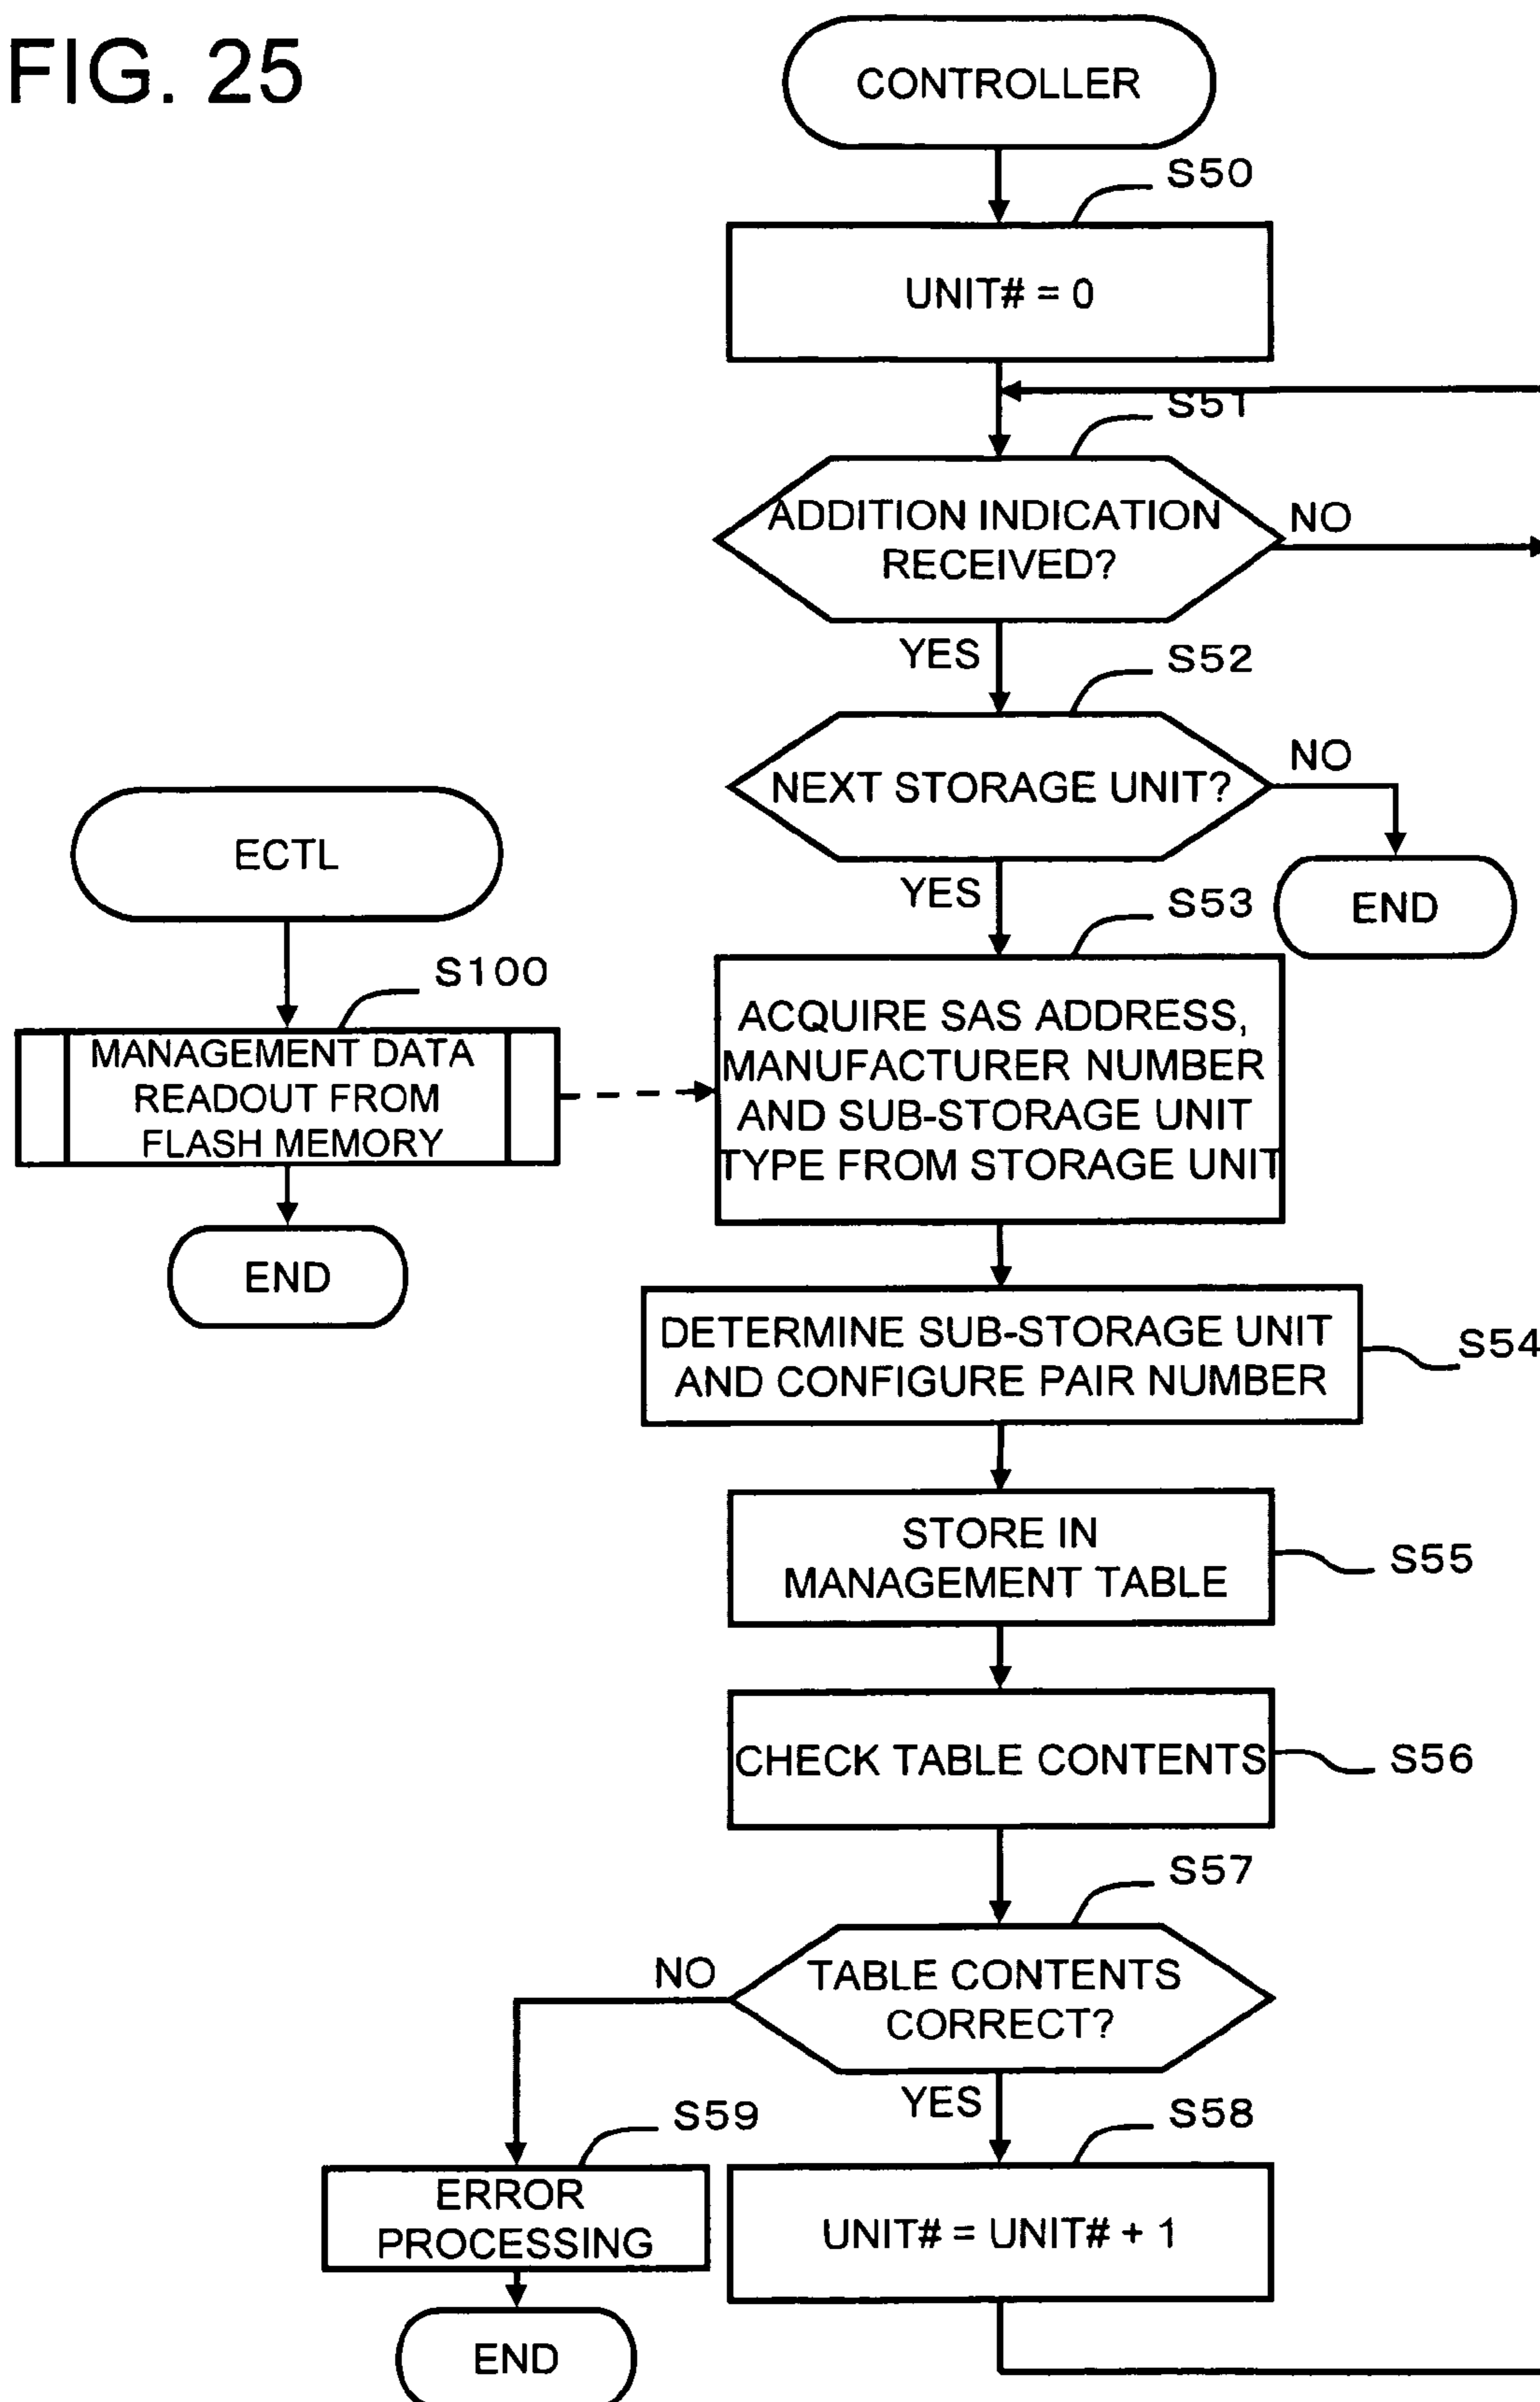 FIG. 25
CONTROLLER
S50
UNIT# = 0
S51
ADDITION INDICATION
RECEIVED?
NO
YES
S52
NEXT STORAGE UNIT?
NO
END
YES
S53
ECTL
S100
MANAGEMENT DATA
READOUT FROM
FLASH MEMORY
END
ACQUIRE SAS ADDRESS,
MANUFACTURER NUMBER
AND SUB-STORAGE UNIT
TYPE FROM STORAGE UNIT
DETERMINE SUB-STORAGE UNIT
AND CONFIGURE PAIR NUMBER
S54
STORE IN
MANAGEMENT TABLE
S55
CHECK TABLE CONTENTS
S56
S57
TABLE CONTENTS
CORRECT?
NO
YES
S59
ERROR
PROCESSING
END
S58
UNIT# = UNIT# + 1